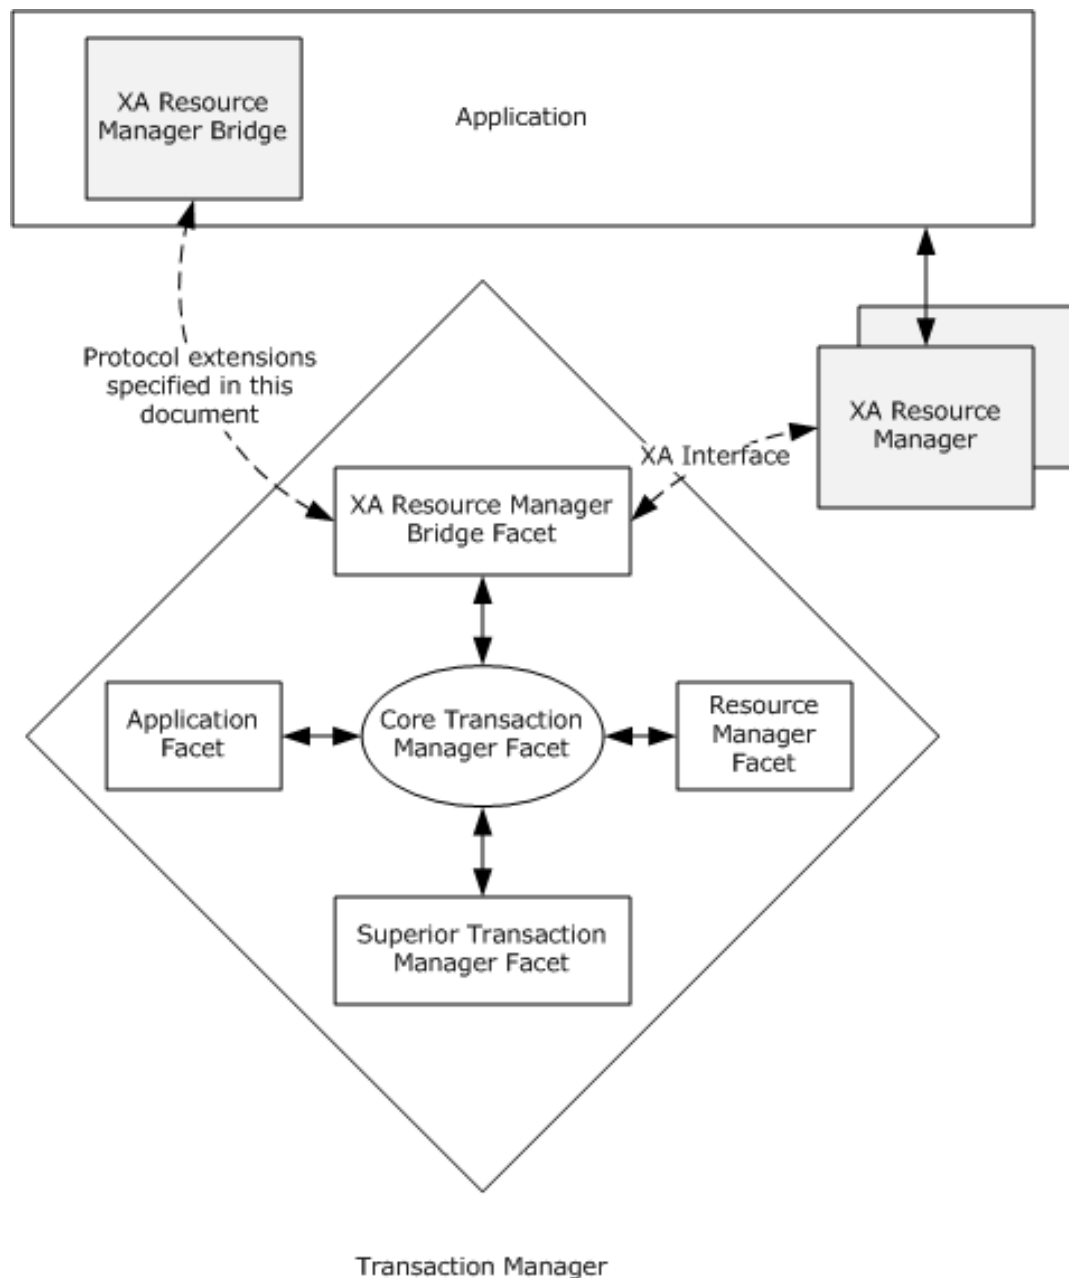 XA Resource
Manager Bridge
Application
Protocol extensions
specified in this
document
XA Resource
Manager
XA Interface
XA Resource Manager
Bridge Facet
Application
Facet
Core Transaction
Manager Facet
Resource
Manager
Facet
Superior Transaction
Manager Facet
Transaction Manager